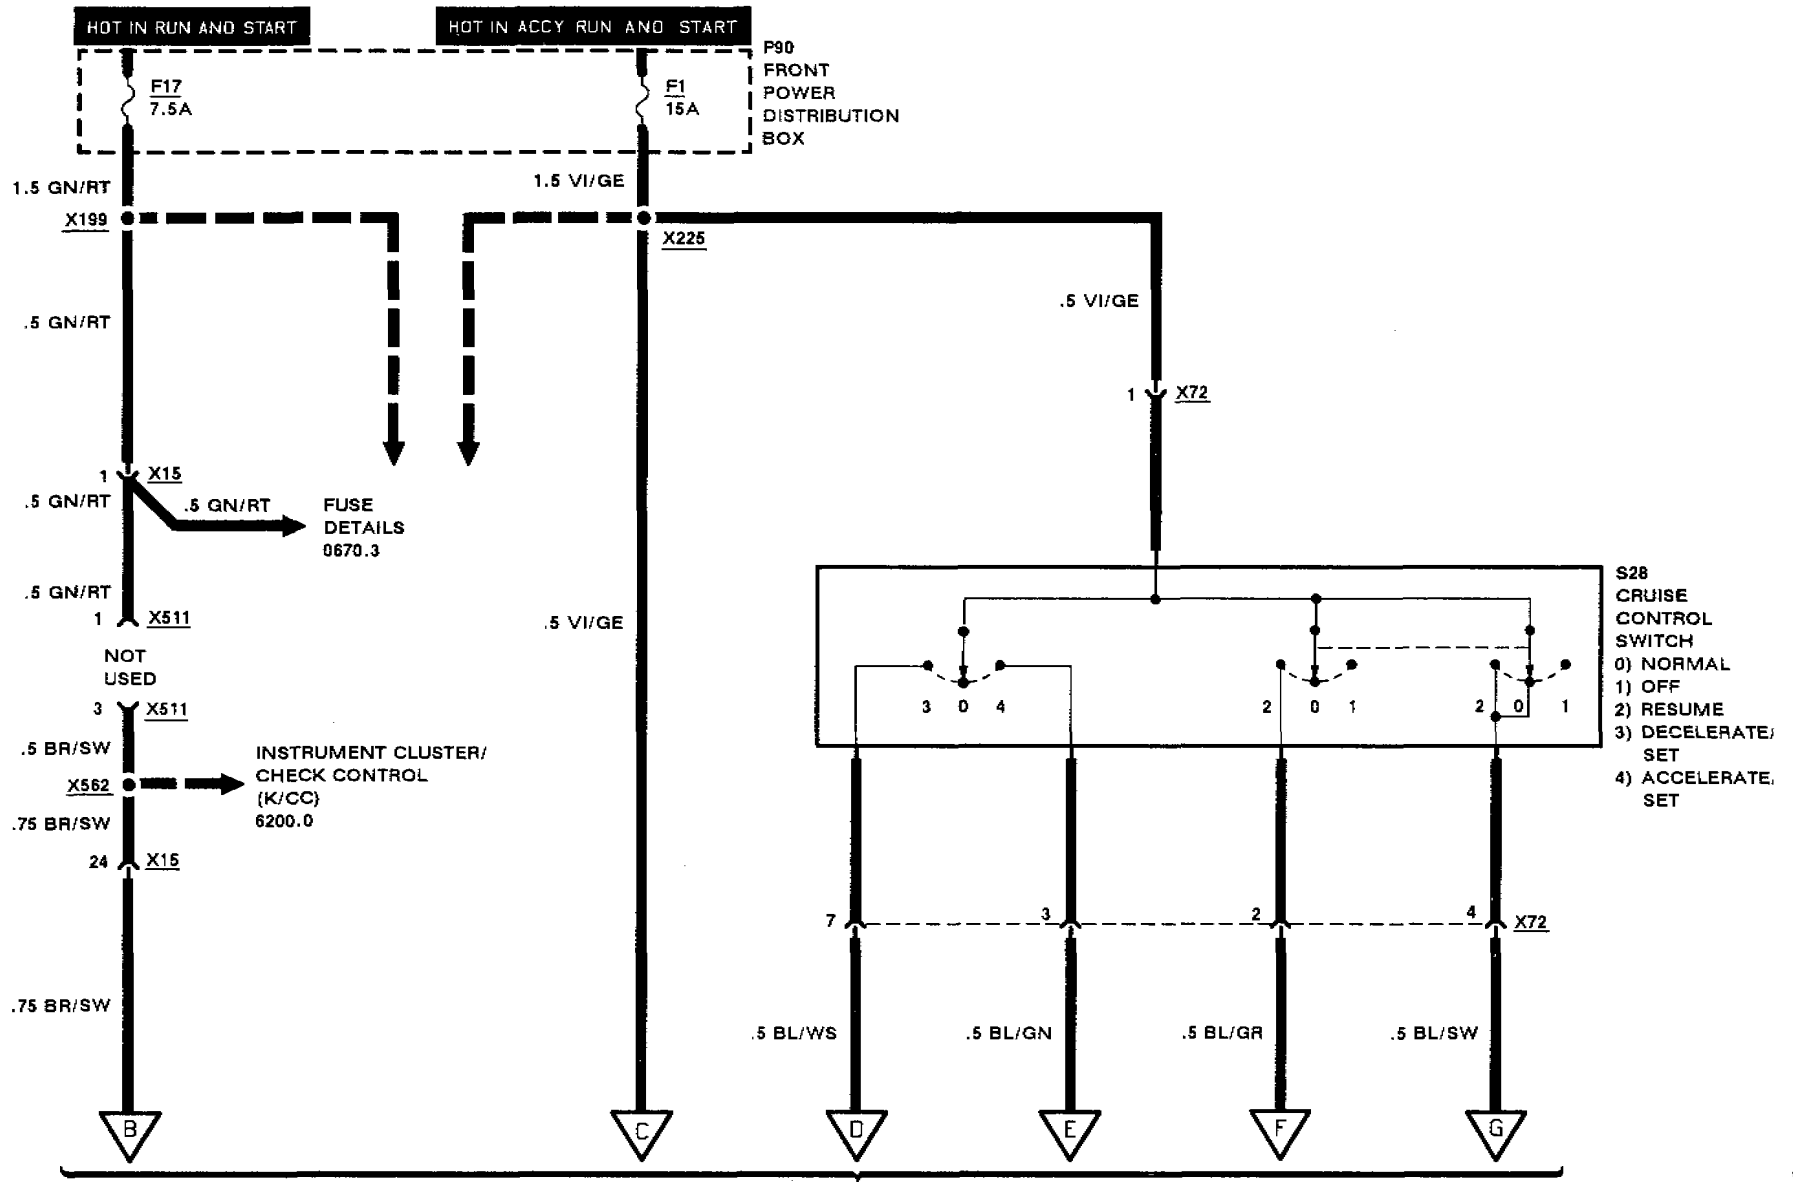 HOT IN RUN AND START
HOT IN ACCY RUN AND START
P90
FRONT
POWER
DISTRIBUTION
BOX
F17
7.5A
F1
15A
1.5 GN/RT
1.5 VI/GE
X199
X225
.5 GN/RT
.5 VI/GE
1 X72
1 X15
.5 GN/RT
.5 GN/RT
FUSE
DETAILS
0670.3
.5 GN/RT
1 X511
.5 VI/GE
NOT
USED
3 X511
.5 BR/SW
X562
INSTRUMENT CLUSTER/
CHECK CONTROL
(K/CC)
6200.0
.75 BR/SW
24 X15
.75 BR/SW
S28
CRUISE
CONTROL
SWITCH
0) NORMAL
1) OFF
2) RESUME
3) DECELERATE/
SET
4) ACCELERATE/
SET
3 0 4
2 0 1
2 0 1
7 3 2 4 X72
.5 BL/WS
.5 BL/GN
.5 BL/GR
.5 BL/SW
B C D E F G